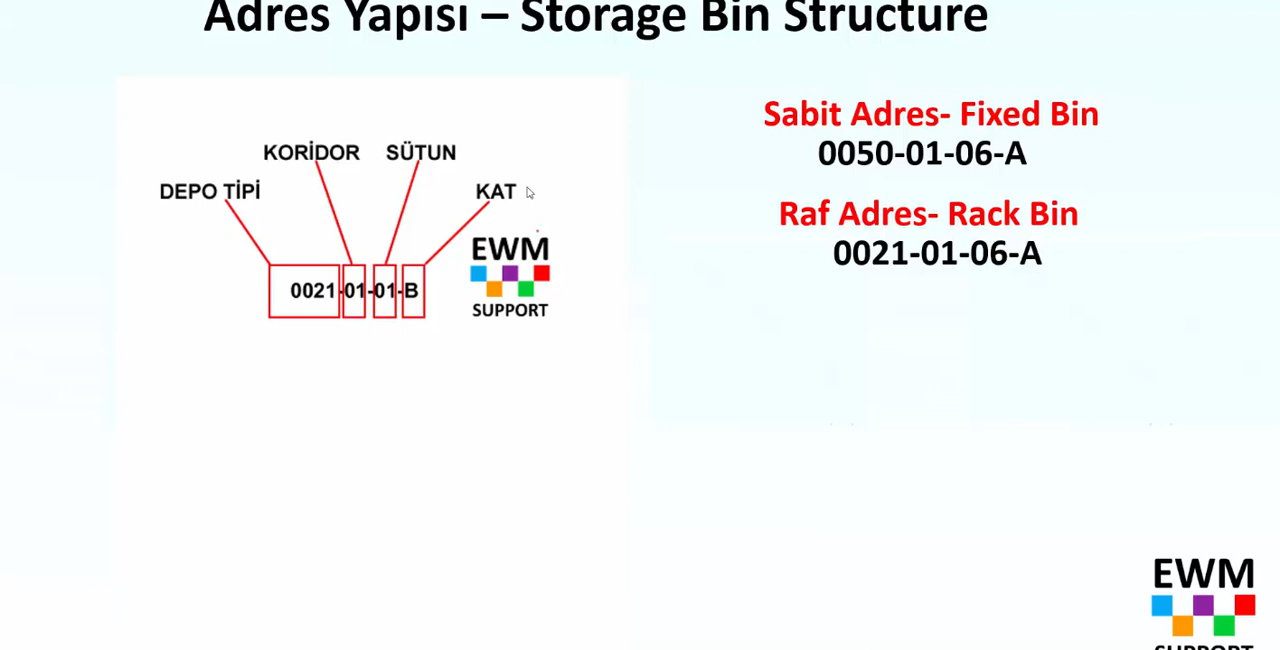 Adres Yapısı – Storage Bin Structure
KORİDOR SÜTUN
DEPO TİPİ KAT
0021-01-01-B
EWM
SUPPORT
Sabit Adres- Fixed Bin
0050-01-06-A
Raf Adres- Rack Bin
0021-01-06-A
EWM
SUPPORT